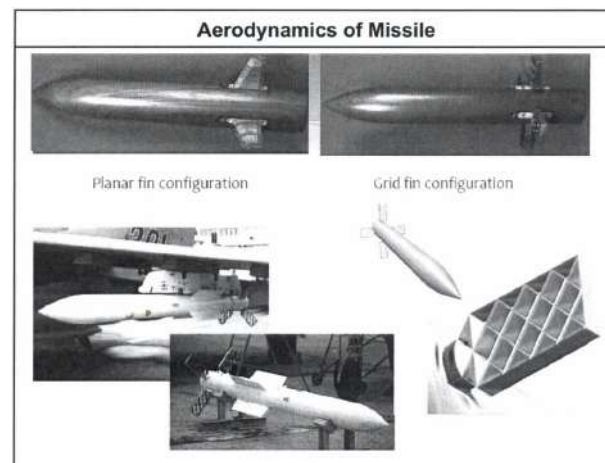 Aerodynamics of Missile
Planar fin configuration
Grid fin configuration